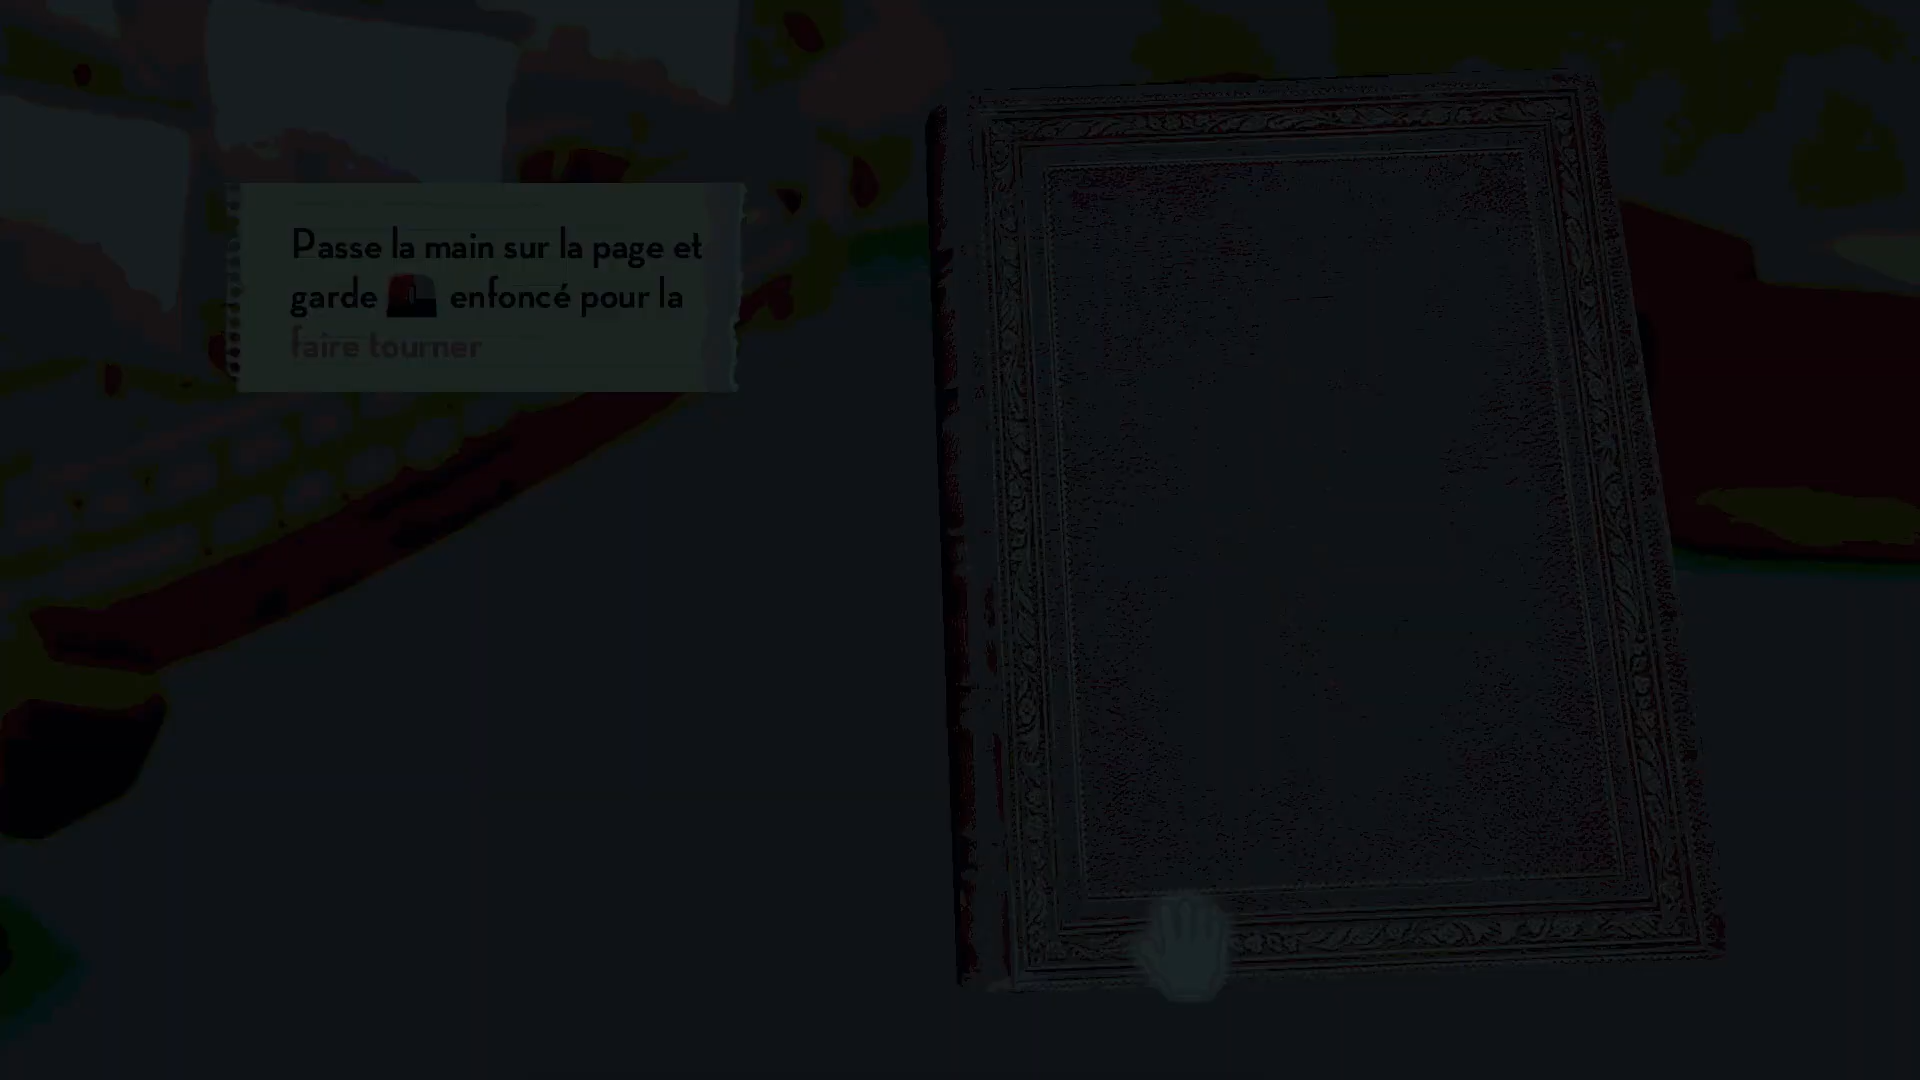 Passe la main sur la page et
garde enfoncé pour la
faire tourner